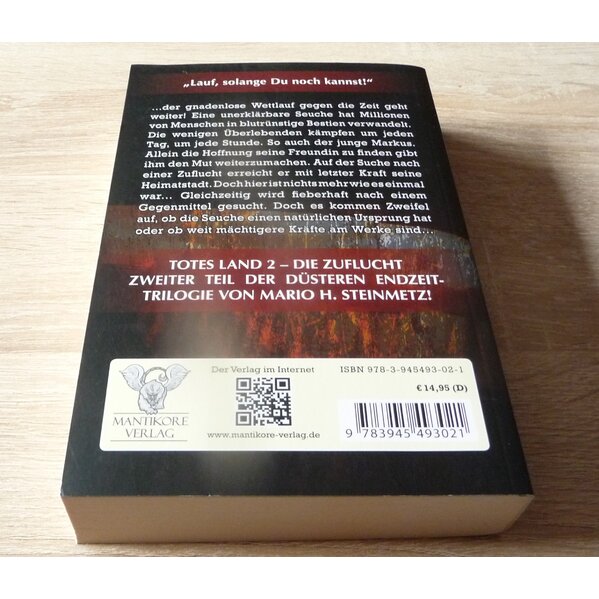 „Lauf, solange Du noch kannst!“
...der gnadenlose Wettlauf gegen die Zeit geht
weiter! Eine unerklärbare Seuche hat Millionen
von Menschen in blutrünstige Bestien verwandelt.
Die wenigen Überlebenden kämpfen um jeden
Tag, um jede Stunde. So auch der junge Markus.
Allein die Hoffnung seine Freundin zu finden gibt
ihm den Mut weiterzumachen. Auf der Suche nach
einer Zuflucht erreicht er mit letzter Kraft seine
Heimatstadt. Doch hier ist nichts mehr wie es einmal
war... Gleichzeitig wird fieberhaft nach einem
Gegenmittel gesucht. Doch es kommen Zweifel
auf, ob die Seuche einen natürlichen Ursprung hat
oder ob weit mächtigere Kräfte am Werke sind...
TOTES LAND 2 – DIE ZUFLUCHT
ZWEITER TEIL DER DÜSTEREN ENDZEIT-
TRILOGIE VON MARIO H. STEINMETZ!
MANTIKORE
VERLAG
Der Verlag im Internet
www.mantikore-verlag.de
ISBN 978-3-945493-02-1
€ 14,95 (D)
9 783945 493021